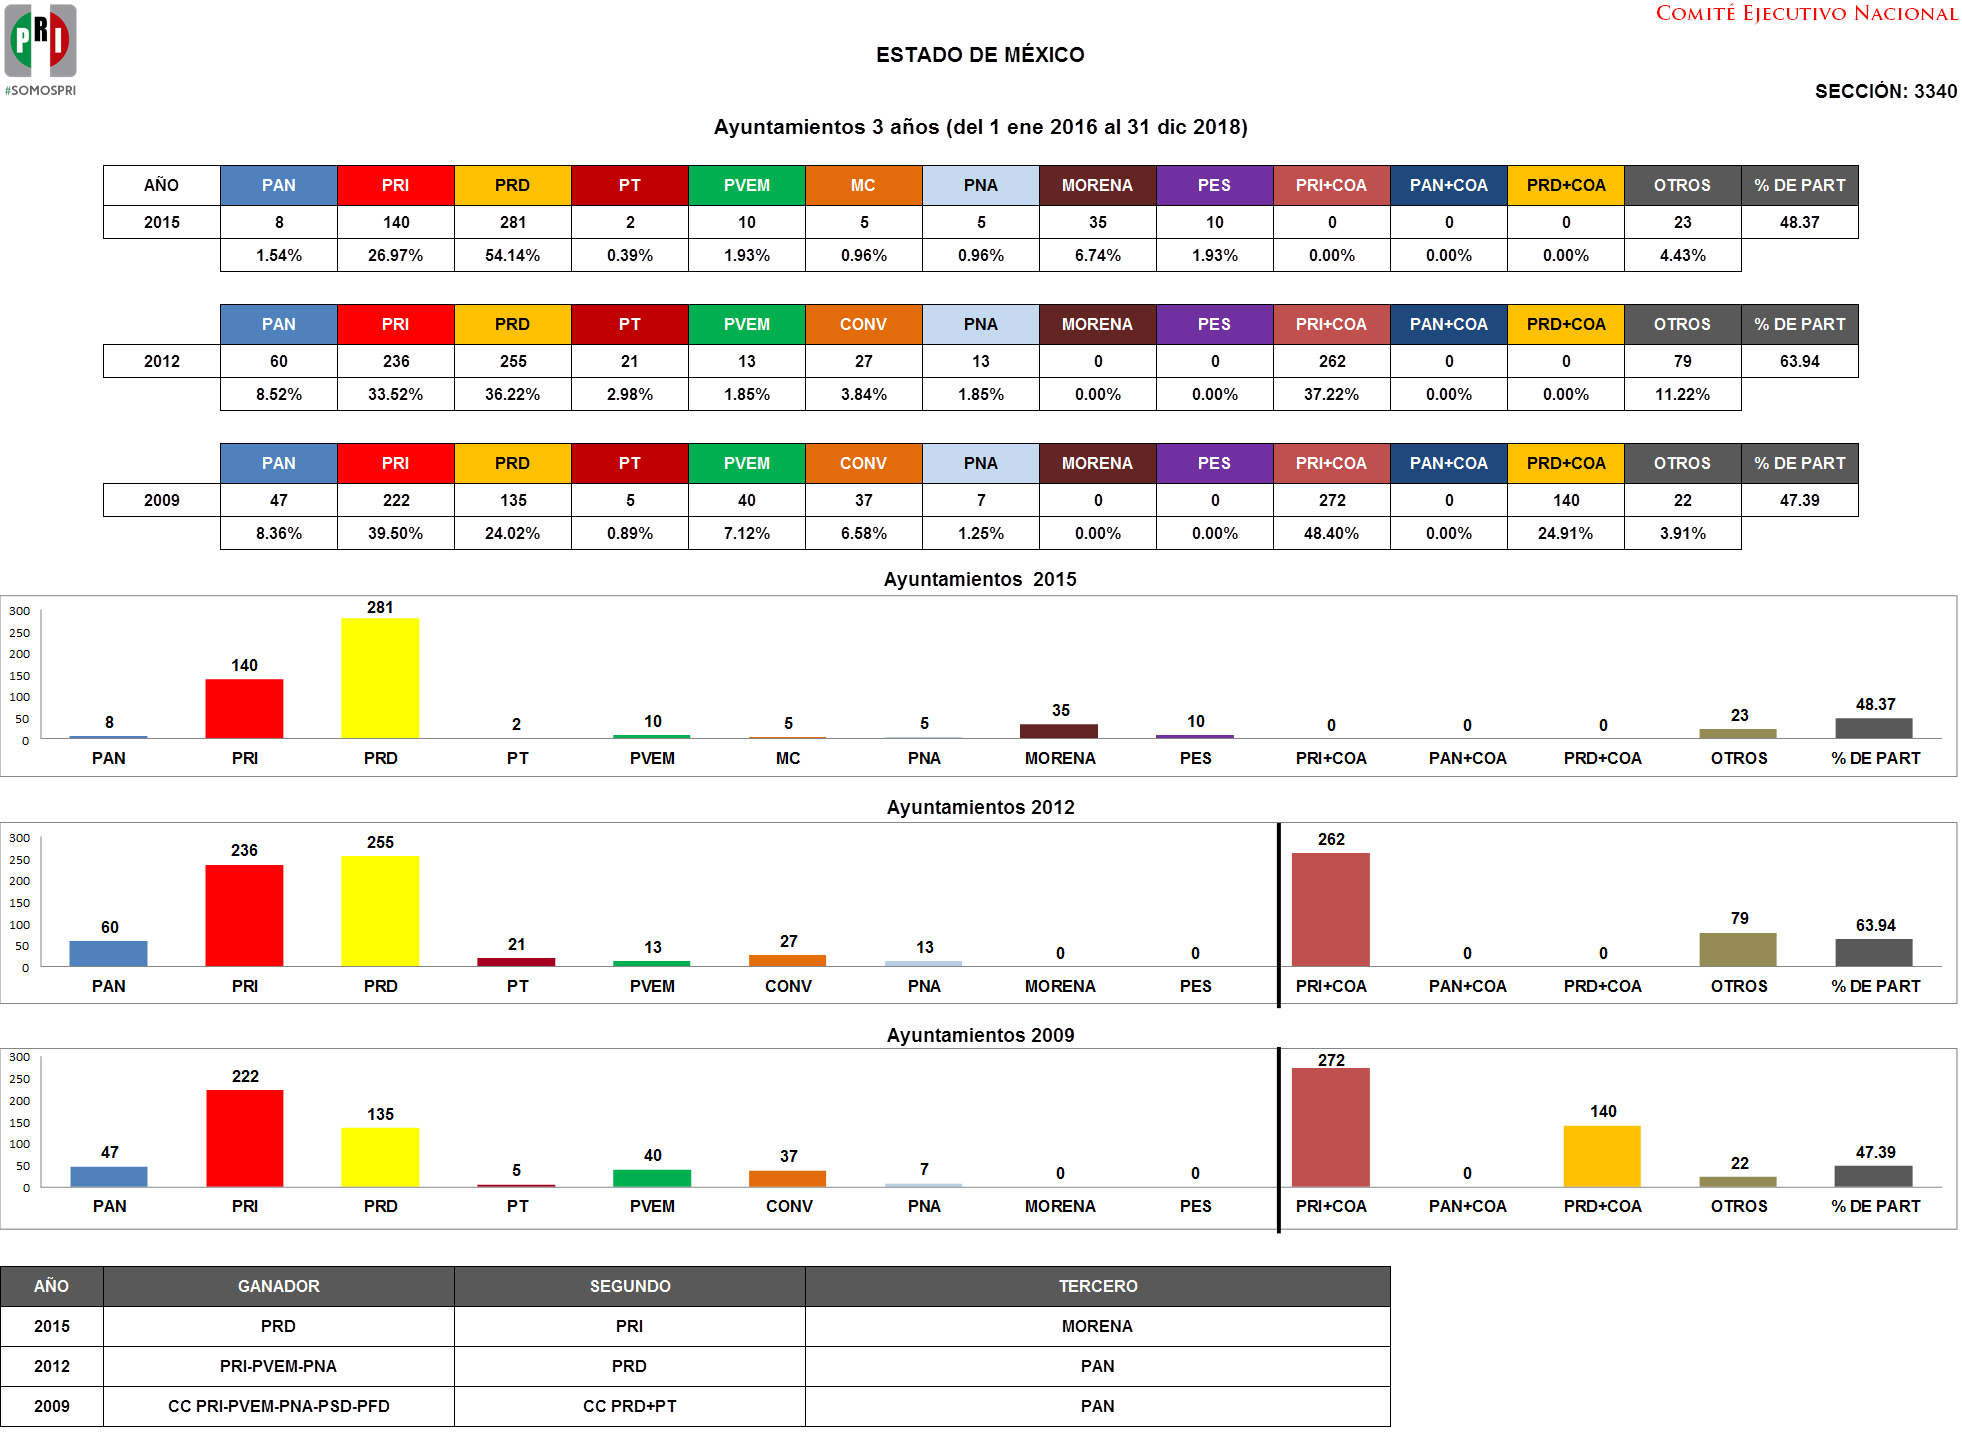 COMITÉ EJECUTIVO NACIONAL
PRI
#SOMOSPRI
ESTADO DE MÉXICO
SECCIÓN: 3340
Ayuntamientos 3 años (del 1 ene 2016 al 31 dic 2018)
AÑO PAN PRI PRD PT PVEM MC PNA MORENA PES PRI+COA PAN+COA PRD+COA OTROS % DE PART
2015 8 140 281 2 10 5 5 35 10 0 0 0 23 48.37
1.54% 26.97% 54.14% 0.39% 1.93% 0.96% 0.96% 6.74% 1.93% 0.00% 0.00% 0.00% 4.43%
PAN PRI PRD PT PVEM CONV PNA MORENA PES PRI+COA PAN+COA PRD+COA OTROS % DE PART
2012 60 236 255 21 13 27 13 0 0 262 0 0 79 63.94
8.52% 33.52% 36.22% 2.98% 1.85% 3.84% 1.85% 0.00% 0.00% 37.22% 0.00% 0.00% 11.22%
PAN PRI PRD PT PVEM CONV PNA MORENA PES PRI+COA PAN+COA PRD+COA OTROS % DE PART
2009 47 222 135 5 40 37 7 0 0 272 0 140 22 47.39
8.36% 39.50% 24.02% 0.89% 7.12% 6.58% 1.25% 0.00% 0.00% 48.40% 0.00% 24.91% 3.91%
Ayuntamientos 2015
300
250
200
150
100
50
0
8 140 281 2 10 5 5 35 10 0 0 0 23 48.37
PAN PRI PRD PT PVEM MC PNA MORENA PES PRI+COA PAN+COA PRD+COA OTROS % DE PART
Ayuntamientos 2012
300
250
200
150
100
50
0
60 236 255 21 13 27 13 0 0 262 0 0 79 63.94
PAN PRI PRD PT PVEM CONV PNA MORENA PES PRI+COA PAN+COA PRD+COA OTROS % DE PART
Ayuntamientos 2009
300
250
200
150
100
50
0
47 222 135 5 40 37 7 0 0 272 0 140 22 47.39
PAN PRI PRD PT PVEM CONV PNA MORENA PES PRI+COA PAN+COA PRD+COA OTROS % DE PART
AÑO GANADOR SEGUNDO TERCERO
2015 PRD PRI MORENA
2012 PRI-PVEM-PNA PRD PAN
2009 CC PRI-PVEM-PNA-PSD-PFD CC PRD+PT PAN